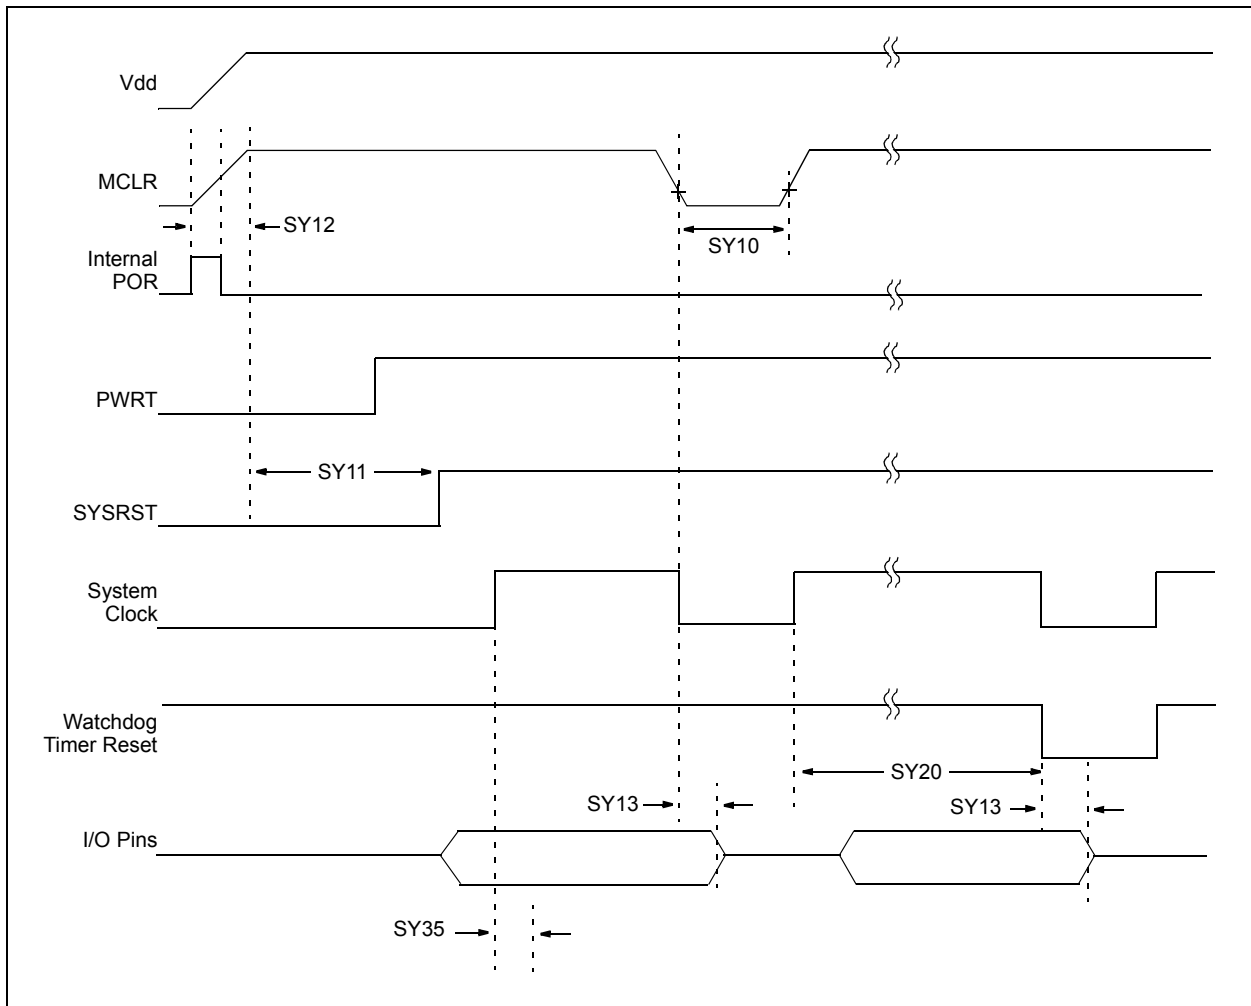 Vdd
MCLR
SY12
SY10
Internal
POR
PWRT
SY11
SYSRST
System
Clock
Watchdog
Timer Reset
SY20
SY13
SY13
I/O Pins
SY35